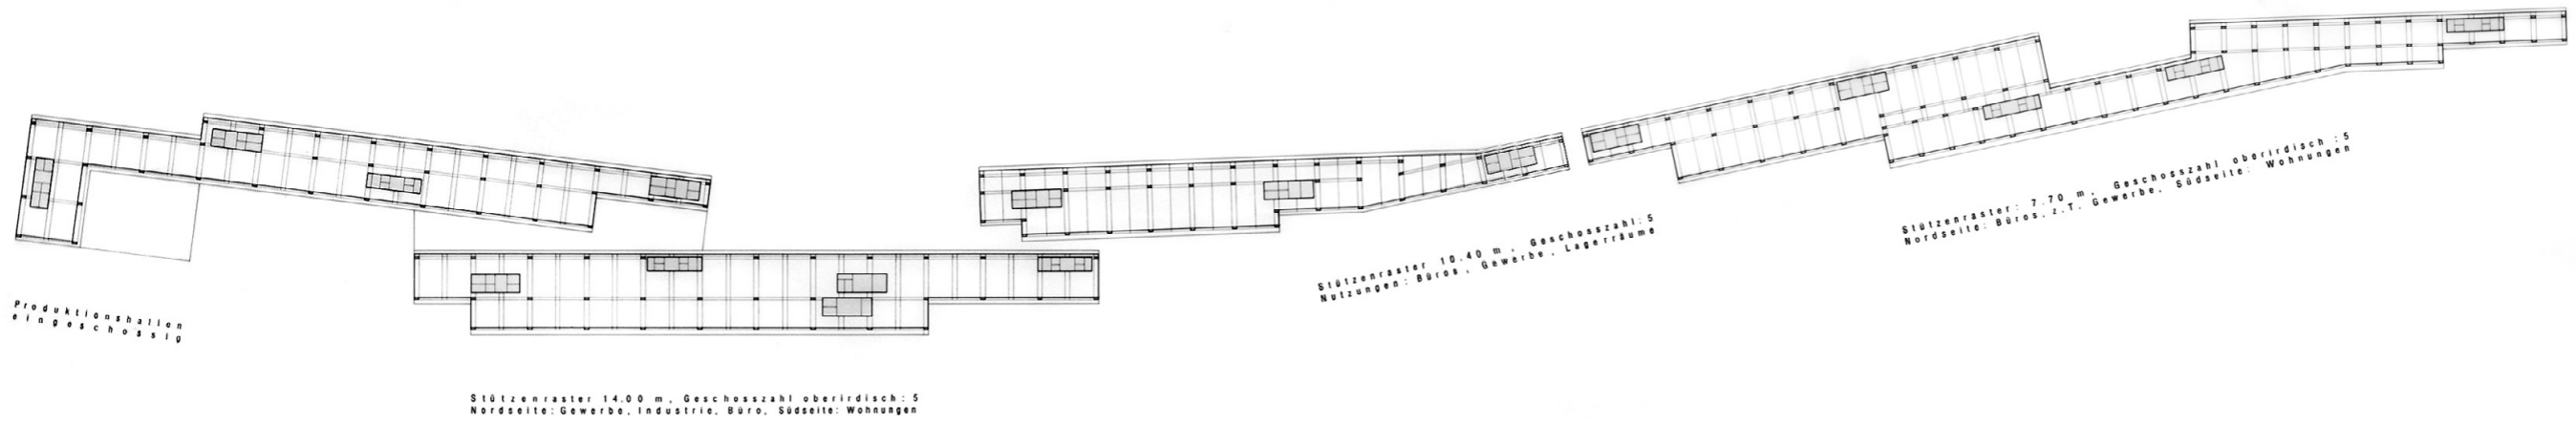 Produktionshallen
eingeschossig
Stützenraster 14.00 m, Geschosszahl oberirdisch: 5
Nordseite: Gewerbe, Industrie, Büro, Südseite: Wohnungen
Stützenraster 10.40 m, Geschosszahl: 5
Nutzungen: Büros, Gewerbe, Lagerräume
Stützenraster: 7.70 m, Geschosszahl oberirdisch: 5
Nordseite: Büros, z.T. Gewerbe, Südseite: Wohnungen